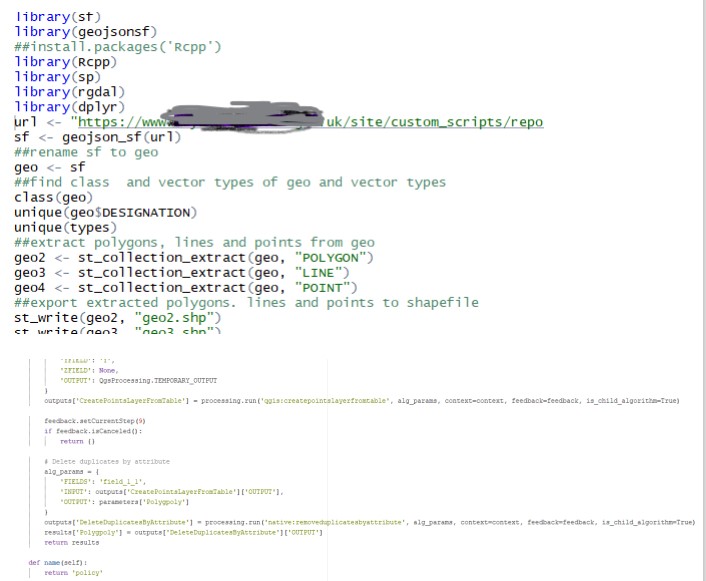 library(sf)
library(geojsonsf)
##install.packages('Rcpp')
library(Rcpp)
library(sp)
library(rgdal)
library(dplyr)
url <- "https://www. uk/site/custom_scripts/repo
sf <- geojson_sf(url)
##rename sf to geo
geo <- sf
##find class  and vector types of geo and vector types
class(geo)
unique(geo$DESIGNATION)
unique(types)
##extract polygons, lines and points from geo
geo2 <- st_collection_extract(geo, "POLYGON")
geo3 <- st_collection_extract(geo, "LINE")
geo4 <- st_collection_extract(geo, "POINT")
##export extracted polygons. lines and points to shapefile
st_write(geo2, "geo2.shp")
st_write(geo3, "geo3.shp")
'YFIELD': 'Y',
'ZFIELD': None,
'OUTPUT': QgsProcessing.TEMPORARY_OUTPUT
}
outputs['CreatePointsLayerFromTable'] = processing.run('qgis:createpointslayerfromtable', alg_params, context=context, feedback=feedback, is_child_algorithm=True)
feedback.setCurrentStep(9)
if feedback.isCanceled():
return {}
# Delete duplicates by attribute
alg_params = {
'FIELDS': 'field_1_1',
'INPUT': outputs['CreatePointsLayerFromTable']['OUTPUT'],
'OUTPUT': parameters['Polygpoly']
}
outputs['DeleteDuplicatesByAttribute'] = processing.run('native:removeduplicatesbyattribute', alg_params, context=context, feedback=feedback, is_child_algorithm=True)
results['Polygpoly'] = outputs['DeleteDuplicatesByAttribute']['OUTPUT']
return results
def name(self):
return 'policy'